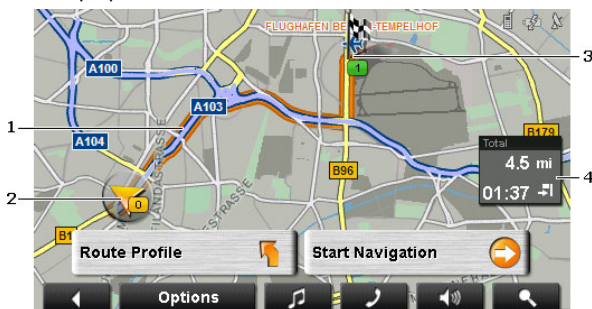 FLUGHAFEN BE
I-TEMPELHOF
3
1
A100
A103
1
A104
B179
Total
4.5 mi
4
01:37
B96
2
0
B1
Route Profile
Start Navigation
Options